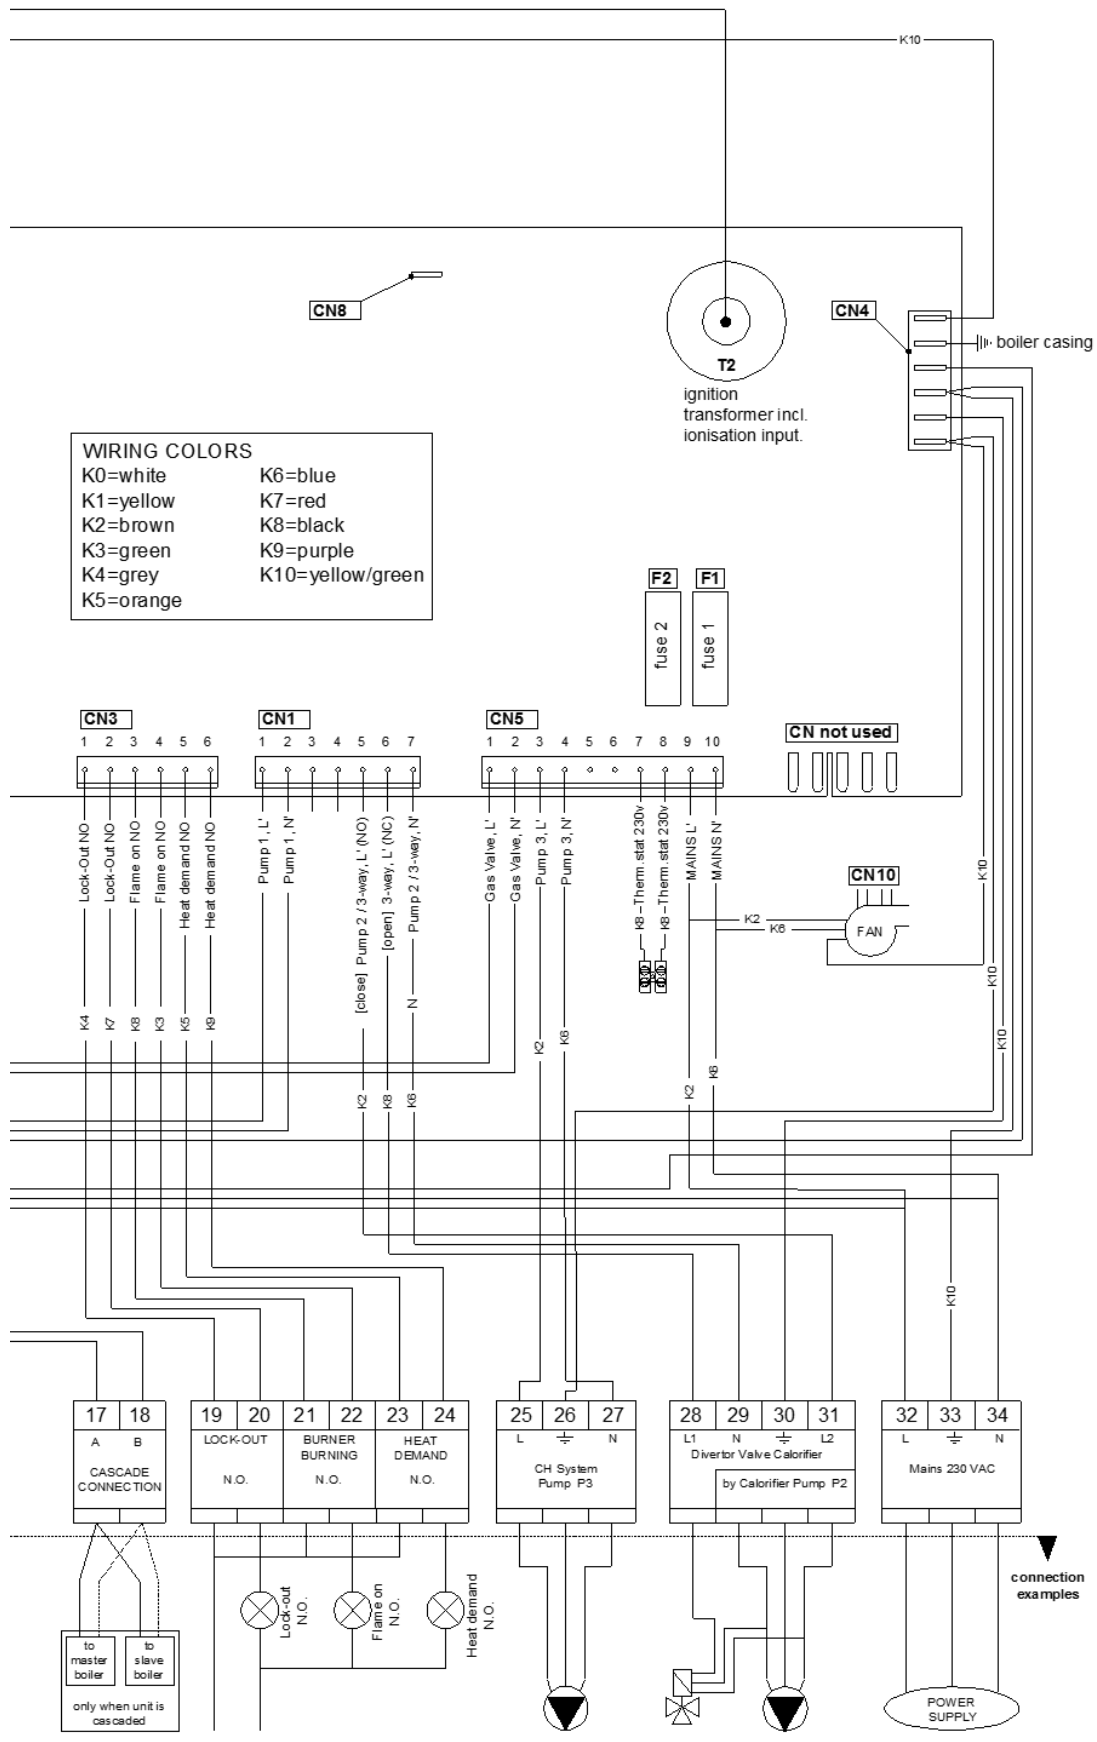 K10
CN8
CN4
boiler casing
T2
ignition
transformer incl.
ionisation input.
WIRING COLORS
K0=white
K1=yellow
K2=brown
K3=green
K4=grey
K5=orange
K6=blue
K7=red
K8=black
K9=purple
K10=yellow/green
F2
F1
fuse 2
fuse 1
CN3
1 2 3 4 5 6
CN1
1 2 3 4 5 6 7
CN5
1 2 3 4 5 6 7 8 9 10
CN not used
Lock-Out NO
Lock-Out NO
Flame on NO
Flame on NO
Heat demand NO
Heat demand NO
Pump 1, L'
Pump 1, N'
[close] Pump 2 / 3-way, L' (NO)
[open] 3-way, L' (NC)
Pump 2 / 3-way, N'
Gas Valve, L'
Gas Valve, N'
Pump 3, L'
Pump 3, N'
K8 Therm.stat 230v
K8 Therm.stat 230v
MAINS L'
MAINS N'
CN10
FAN
K2
K6
K10
K10
K10
K4
K7
K8
K3
K5
K9
N
K2
K8
K6
K2
K6
K2
K6
K10
17 18
A B
CASCADE
CONNECTION
19 20 21 22 23 24
LOCK-OUT
N.O.
BURNER
BURNING
N.O.
HEAT
DEMAND
N.O.
25 26 27
L N
CH System
Pump P3
28 29 30 31
L1 N L2
Divertor Valve Calorifier
by Calorifier Pump P2
32 33 34
L N
Mains 230 VAC
connection
examples
Lock-out
N.O.
Flame on
N.O.
Heat demand
N.O.
to
master
boiler
to
slave
boiler
only when unit is
cascaded
POWER
SUPPLY